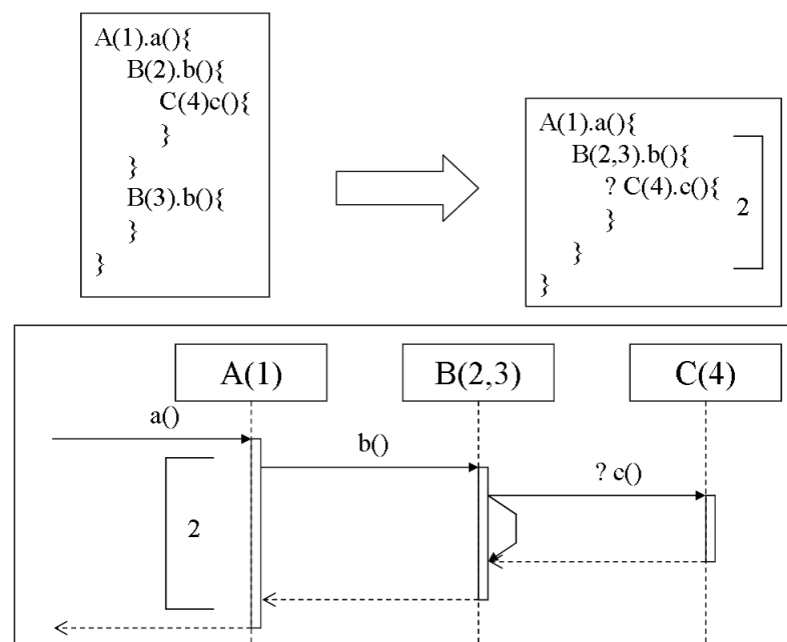 A(1).a(){
B(2).b(){
C(4)c(){
}
}
B(3).b(){
}
}
A(1).a(){
B(2,3).b(){
? C(4).c(){
}
}
}
2
A(1)
B(2,3)
C(4)
a()
b()
? c()
2